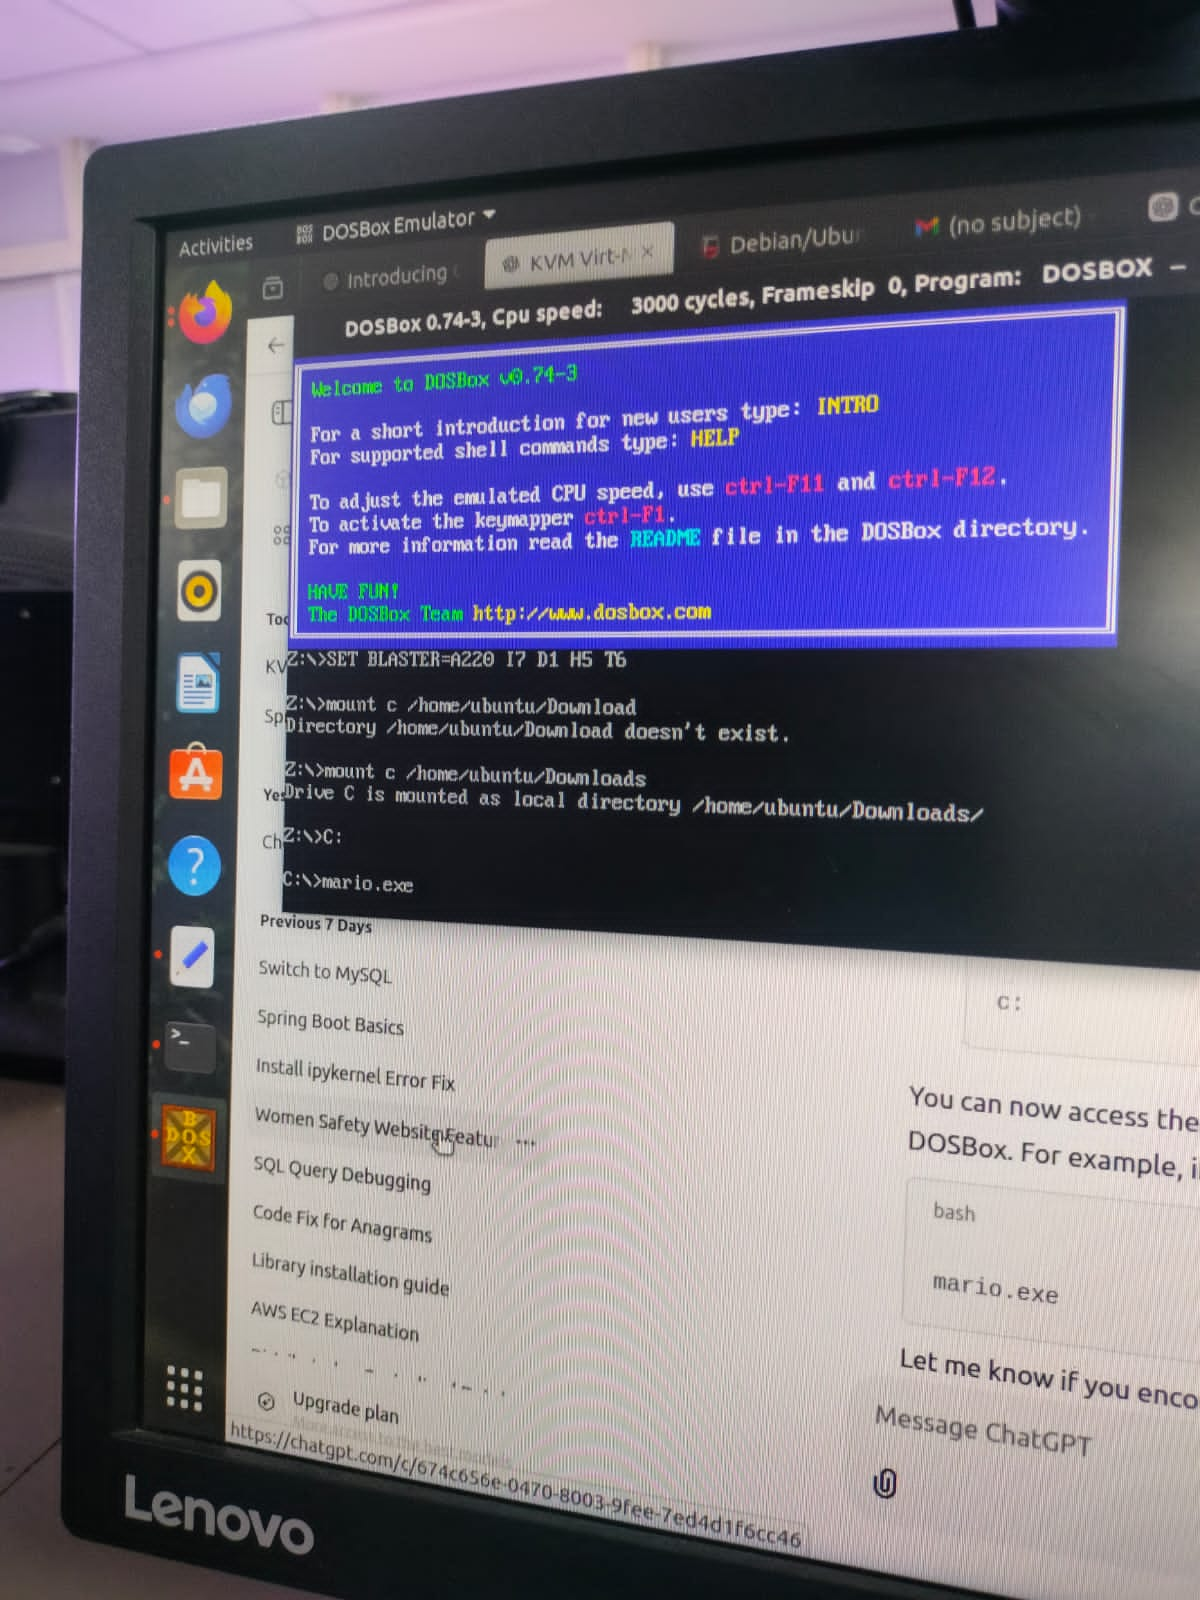 Activities
DOSBox Emulator
Introducing
KVM Virt-
Debian/Ubu
(no subject)
DOSBox 0.74-3, Cpu speed: 3000 cycles, Frameskip 0, Program: DOSBOX
Welcome to DOSBox v0.74-3
For a short introduction for new users type: INTRO
For supported shell commands type: HELP
To adjust the emulated CPU speed, use ctrl-F11 and ctrl-F12.
To activate the keymapper ctrl-F1.
For more information read the README file in the DOSBox directory.
HAVE FUN!
The DOSBox Team http://www.dosbox.com
Z:\>SET BLASTER=A220 I7 D1 H5 T6
Z:\>mount c /home/ubuntu/Download
Directory /home/ubuntu/Download doesn't exist.
Z:\>mount c /home/ubuntu/Downloads
Drive C is mounted as local directory /home/ubuntu/Downloads/
Z:\>C:
C:\>mario.exe
Tod
KV
Sp
Yes
Ch
Previous 7 Days
Switch to MySQL
Spring Boot Basics
Install ipykernel Error Fix
Women Safety Website Featur
SQL Query Debugging
Code Fix for Anagrams
Library installation guide
AWS EC2 Explanation
Upgrade plan
https://chatgpt.com/c/674c656e-0470-8003-9fee-7ed4d1f6cc46
c:
You can now access the
DOSBox. For example, i
bash
mario.exe
Let me know if you enco
Message ChatGPT
BOX
DOS
Lenovo